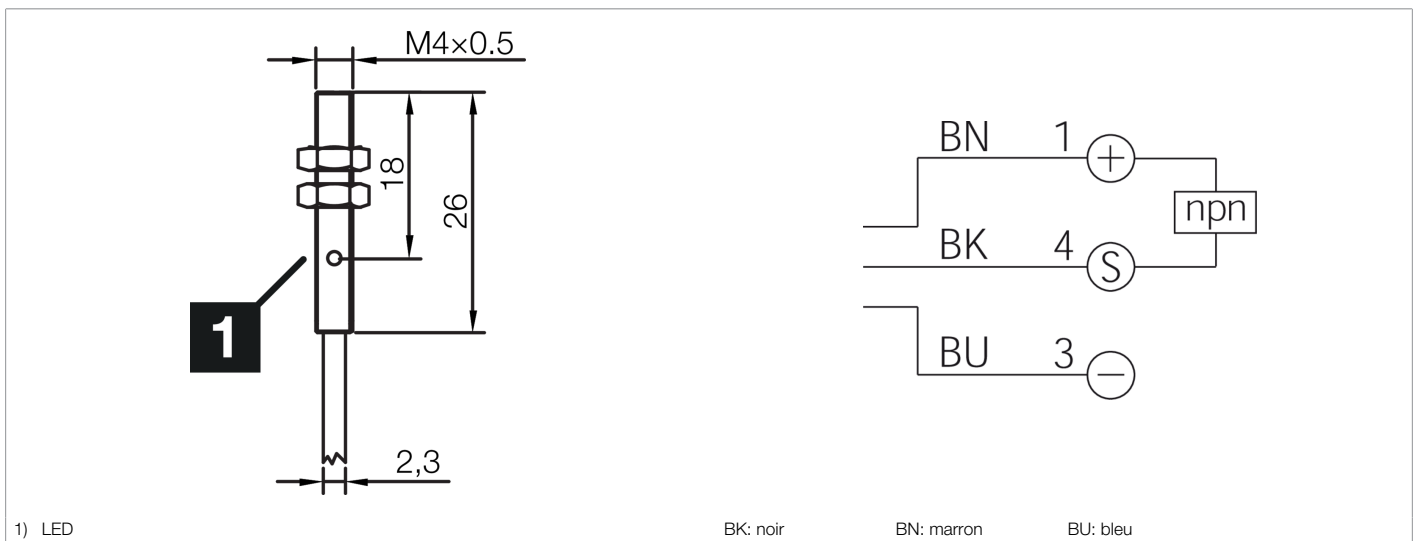 M4×0.5
18
26
1
2,3
BN 1 +
npn
BK 4 S
BU 3 −
1) LED
BK: noir BN: marron BU: bleu